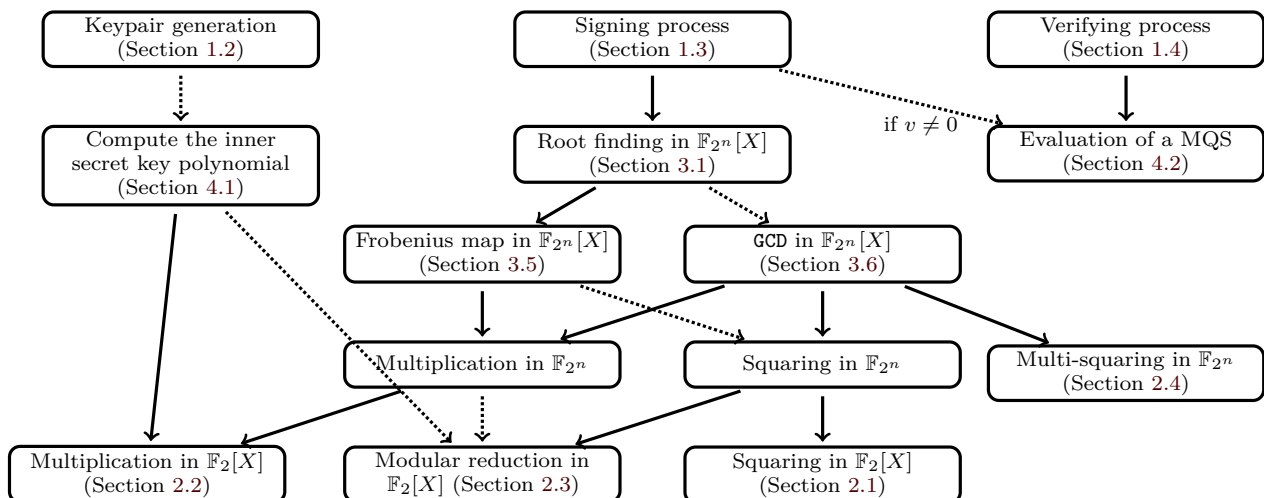 Keypair generation
(Section 1.2)
Signing process
(Section 1.3)
Verifying process
(Section 1.4)
if v ≠ 0
Compute the inner
secret key polynomial
(Section 4.1)
Root finding in 𝔽₂ₙ[X]
(Section 3.1)
Evaluation of a MQS
(Section 4.2)
Frobenius map in 𝔽₂ₙ[X]
(Section 3.5)
GCD in 𝔽₂ₙ[X]
(Section 3.6)
Multiplication in 𝔽₂ₙ
Squaring in 𝔽₂ₙ
Multi-squaring in 𝔽₂ₙ
(Section 2.4)
Multiplication in 𝔽₂[X]
(Section 2.2)
Modular reduction in
𝔽₂[X] (Section 2.3)
Squaring in 𝔽₂[X]
(Section 2.1)